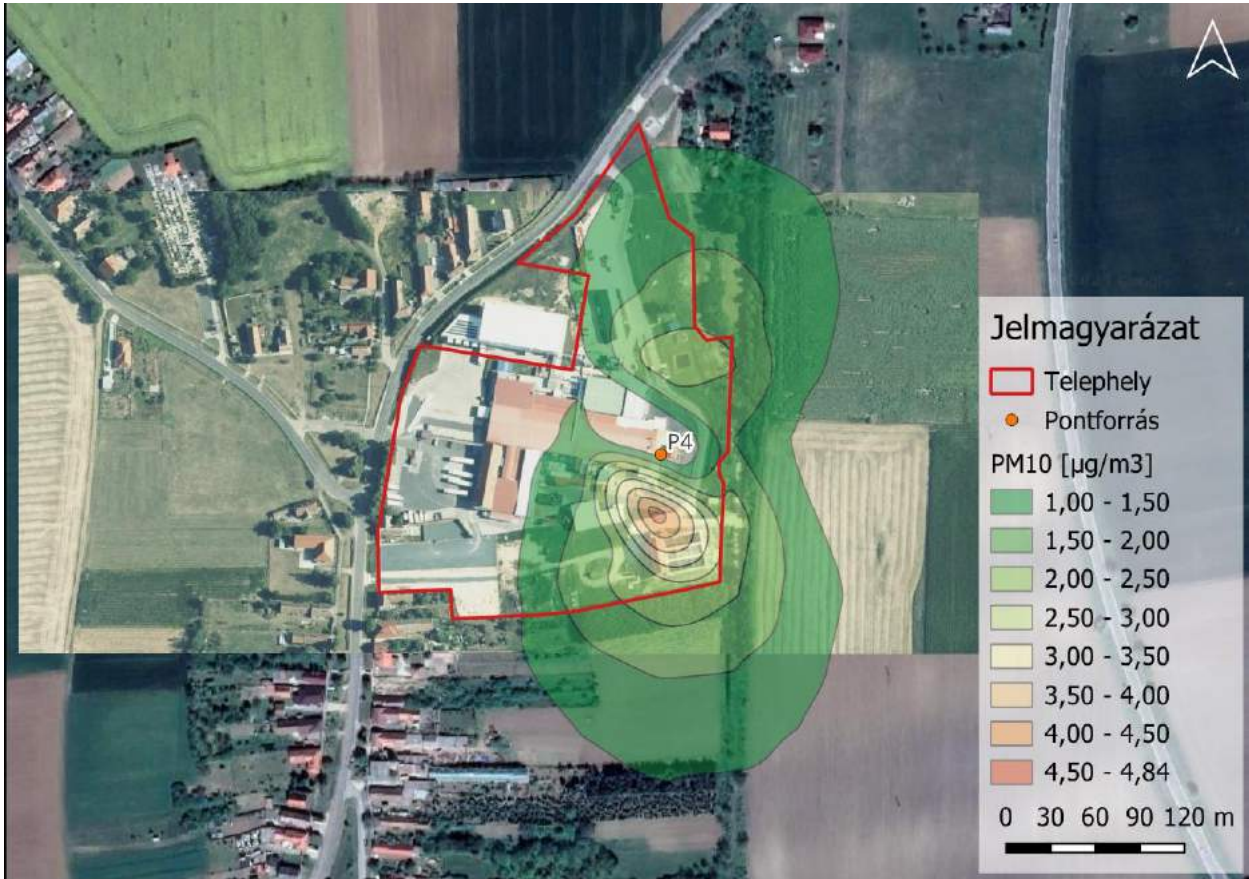 P4
Jelmagyarázat
Telephely
Pontforrás
PM10 [µg/m3]
1,00 - 1,50
1,50 - 2,00
2,00 - 2,50
2,50 - 3,00
3,00 - 3,50
3,50 - 4,00
4,00 - 4,50
4,50 - 4,84
0 30 60 90 120 m